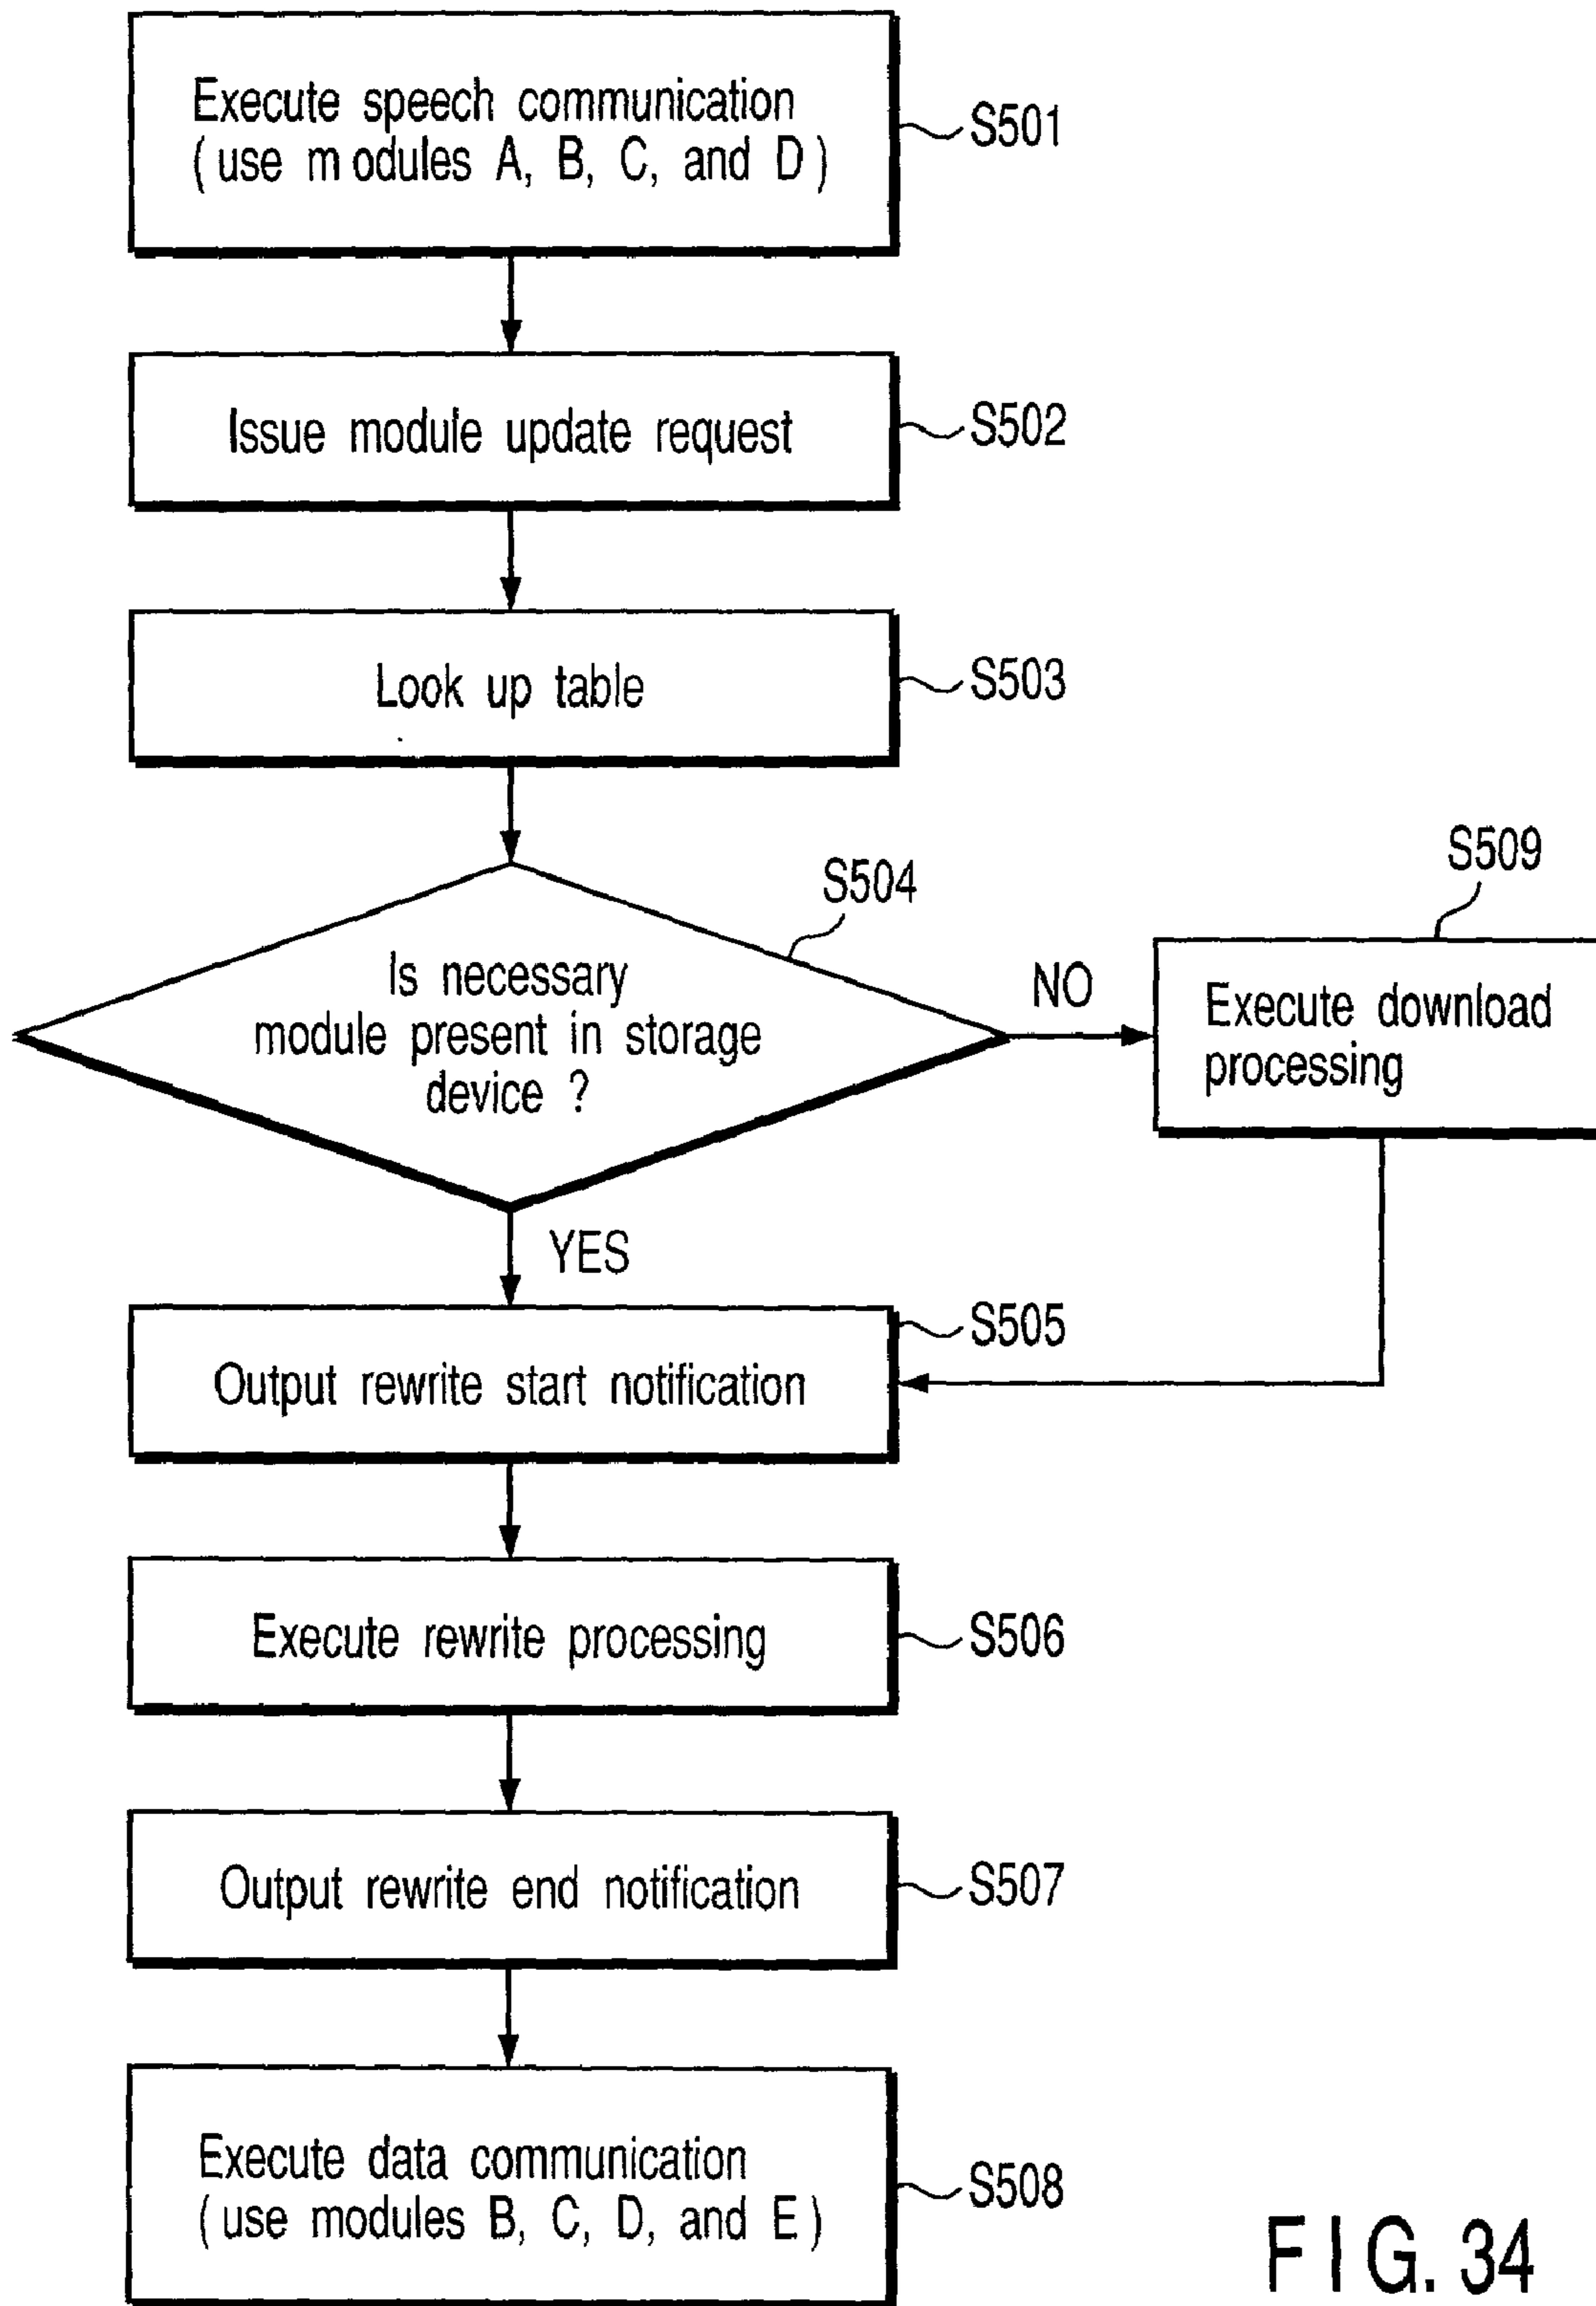 Execute speech communication
(use modules A, B, C, and D)
S501
Issue module update request
S502
Look up table
S503
S504
Is necessary
module present in storage
device ?
NO
S509
Execute download
processing
YES
S505
Output rewrite start notification
Execute rewrite processing
S506
Output rewrite end notification
S507
Execute data communication
(use modules B, C, D, and E)
S508
FIG. 34